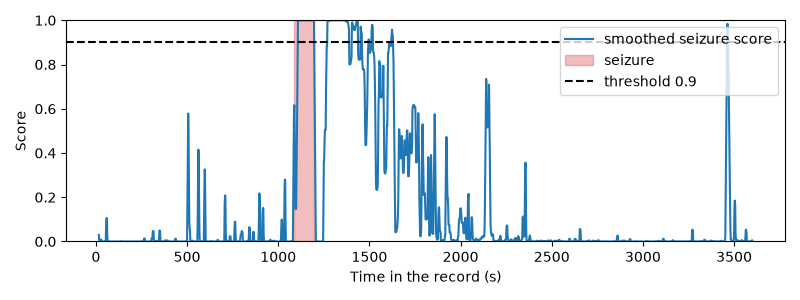 1.0
0.8
0.6
0.4
0.2
0.0
Score
smoothed seizure score
seizure
threshold 0.9
0 500 1000 1500 2000 2500 3000 3500
Time in the record (s)